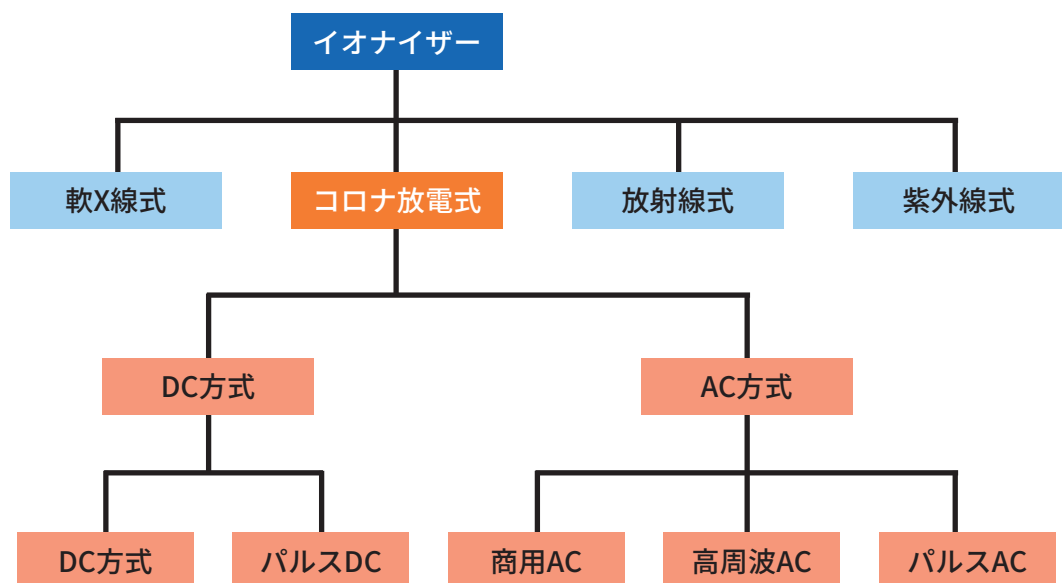 イオナイザー
軟X線式
コロナ放電式
放射線式
紫外線式
DC方式
AC方式
DC方式
パルスDC
商用AC
高周波AC
パルスAC